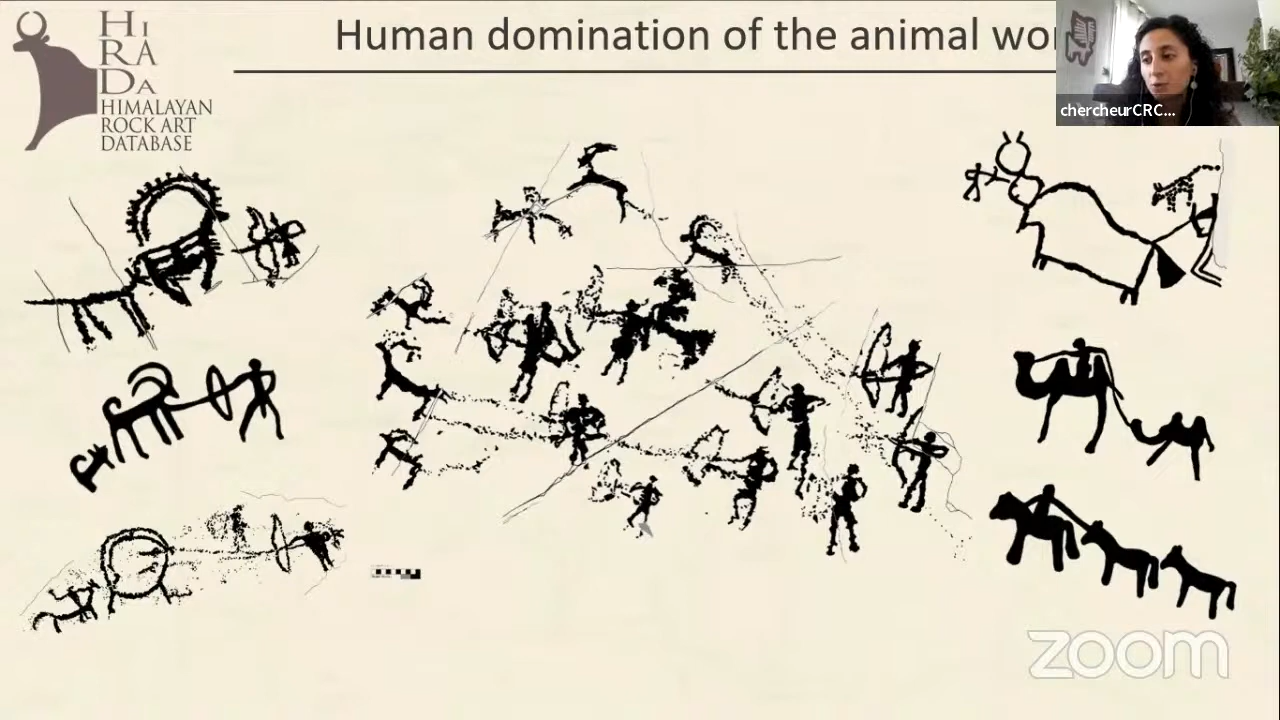 Human domination of the animal wo
Hi
RA
Da
HIMALAYAN
ROCK ART
DATABASE
chercheurCRC...
zoom